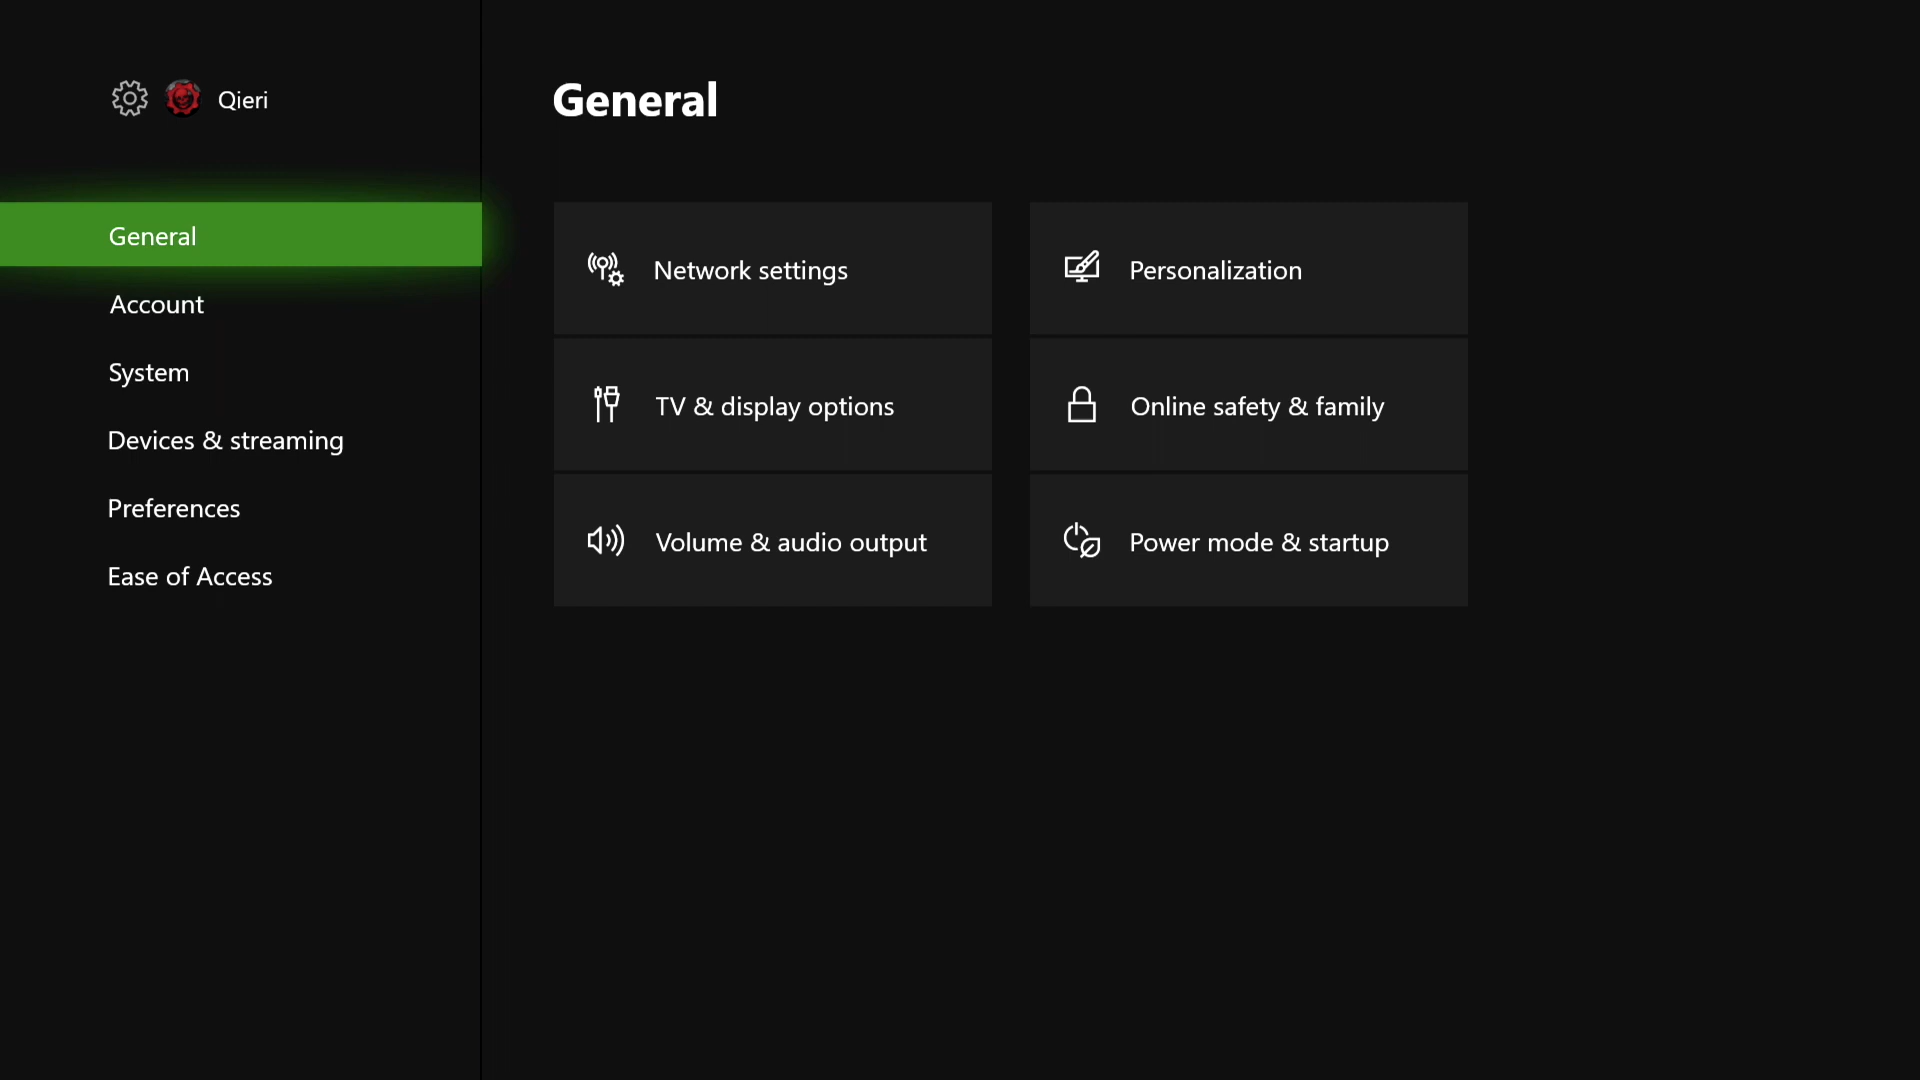 Qieri
General
Account
System
Devices & streaming
Preferences
Ease of Access
General
Network settings
Personalization
TV & display options
Online safety & family
Volume & audio output
Power mode & startup